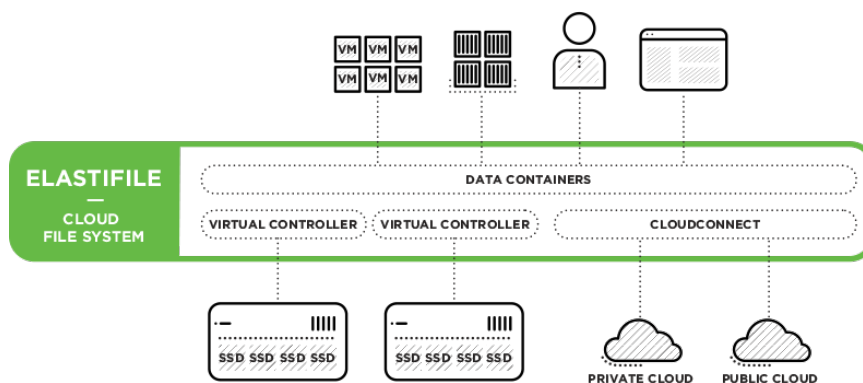 VM VM VM
VM VM VM
ELASTIFILE
—
CLOUD
FILE SYSTEM
DATA CONTAINERS
VIRTUAL CONTROLLER
VIRTUAL CONTROLLER
CLOUDCONNECT
SSD SSD SSD SSD
SSD SSD SSD SSD
PRIVATE CLOUD
PUBLIC CLOUD